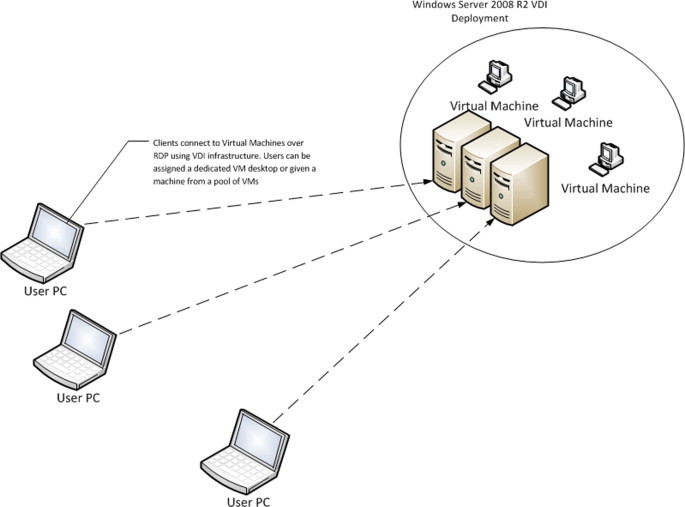 Windows Server 2008 R2 VDI
Deployment
Virtual Machine
Virtual Machine
Virtual Machine
Clients connect to Virtual Machines over
RDP using VDI infrastructure. Users can be
assigned a dedicated VM desktop or given a
machine from a pool of VMs
User PC
User PC
User PC